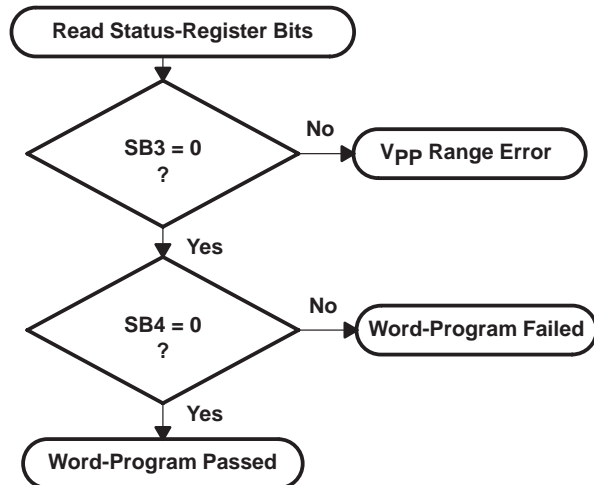 Read Status-Register Bits
SB3 = 0
?
No
VPP Range Error
Yes
SB4 = 0
?
No
Word-Program Failed
Yes
Word-Program Passed